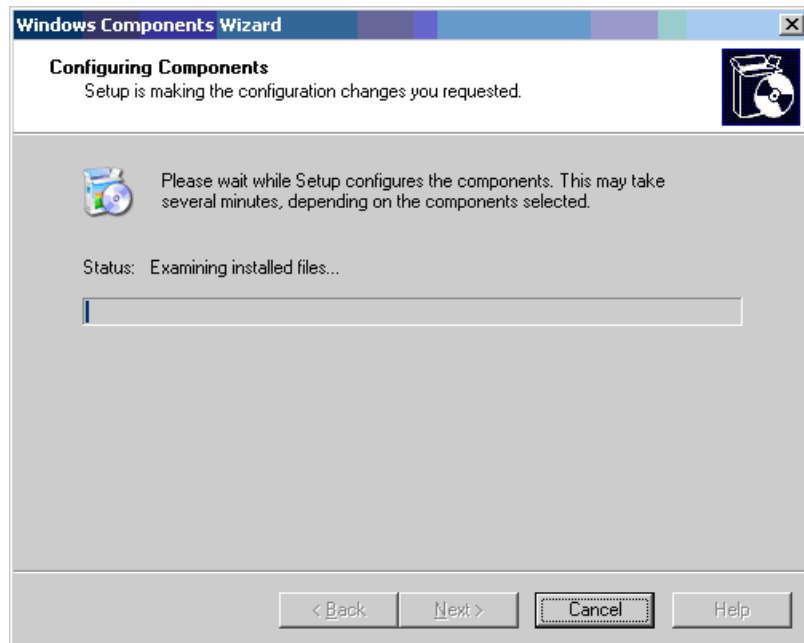 Windows Components Wizard
Configuring Components
Setup is making the configuration changes you requested.
Please wait while Setup configures the components. This may take
several minutes, depending on the components selected.
Status: Examining installed files...
< Back Next > Cancel Help